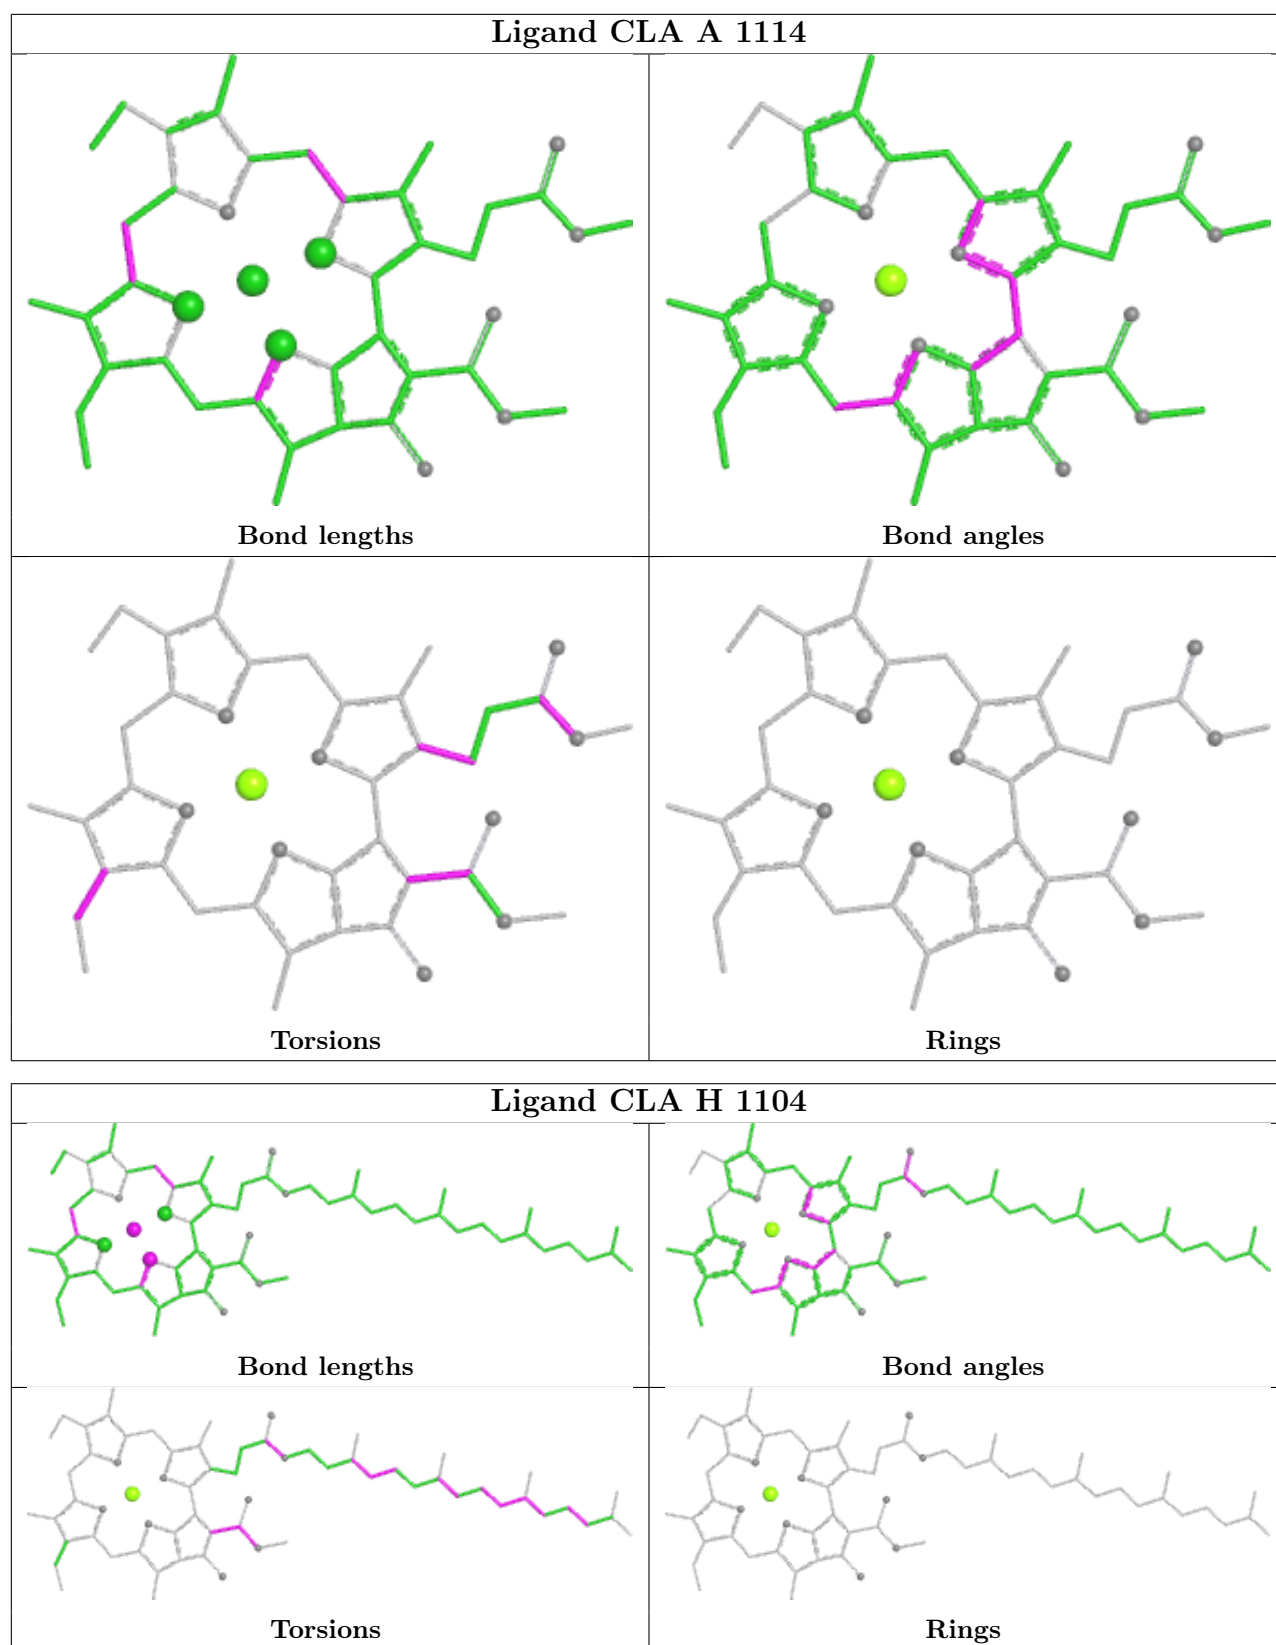 Ligand CLA A 1114
Bond lengths
Bond angles
Torsions
Rings
Ligand CLA H 1104
Bond lengths
Bond angles
Torsions
Rings